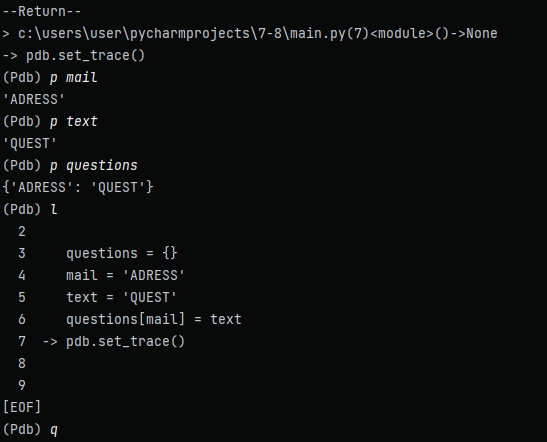 --Return--
> c:\users\user\pycharmprojects\7-8\main.py(7)<module>()->None
-> pdb.set_trace()
(Pdb) p mail
'ADRESS'
(Pdb) p text
'QUEST'
(Pdb) p questions
{'ADRESS': 'QUEST'}
(Pdb) l
  2
  3     questions = {}
  4     mail = 'ADRESS'
  5     text = 'QUEST'
  6     questions[mail] = text
  7  -> pdb.set_trace()
  8
  9
[EOF]
(Pdb) q